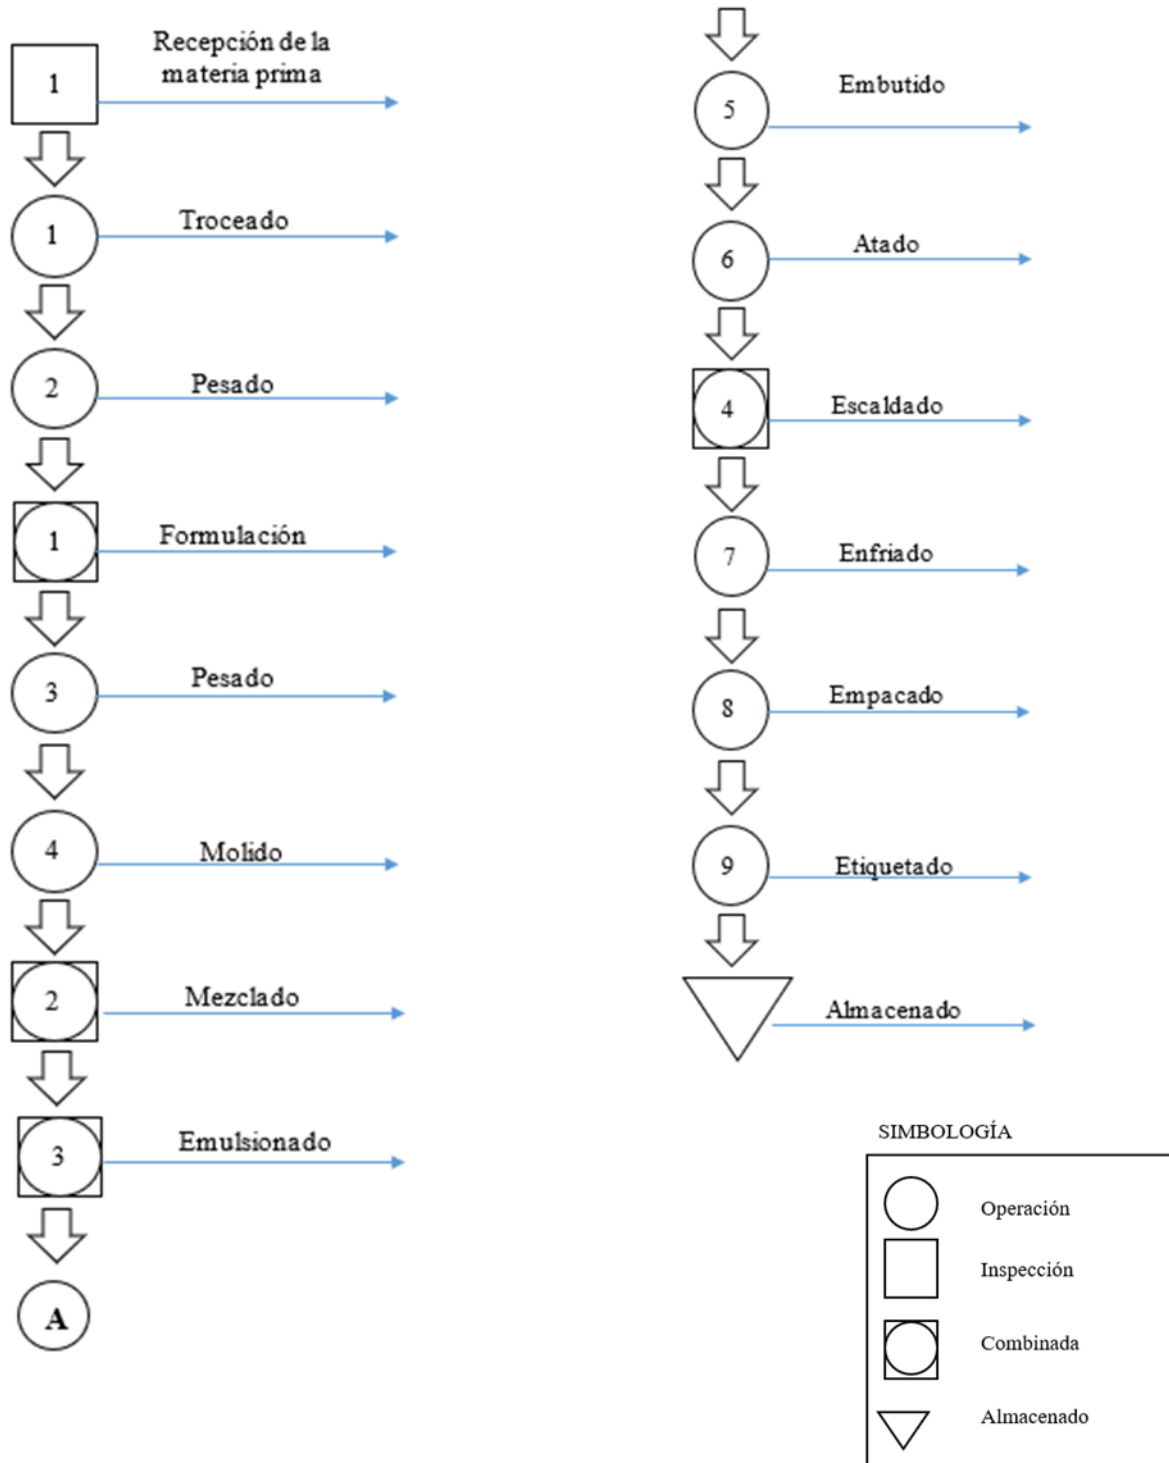 Recepción de la
materia prima
1
Troceado
1
Pesado
2
Formulación
1
Pesado
3
Molido
4
Mezclado
2
Emulsionado
3
A
Embutido
5
Atado
6
Escaldado
4
Enfriado
7
Empacado
8
Etiquetado
9
Almacenado
SIMBOLOGÍA
Operación
Inspección
Combinada
Almacenado